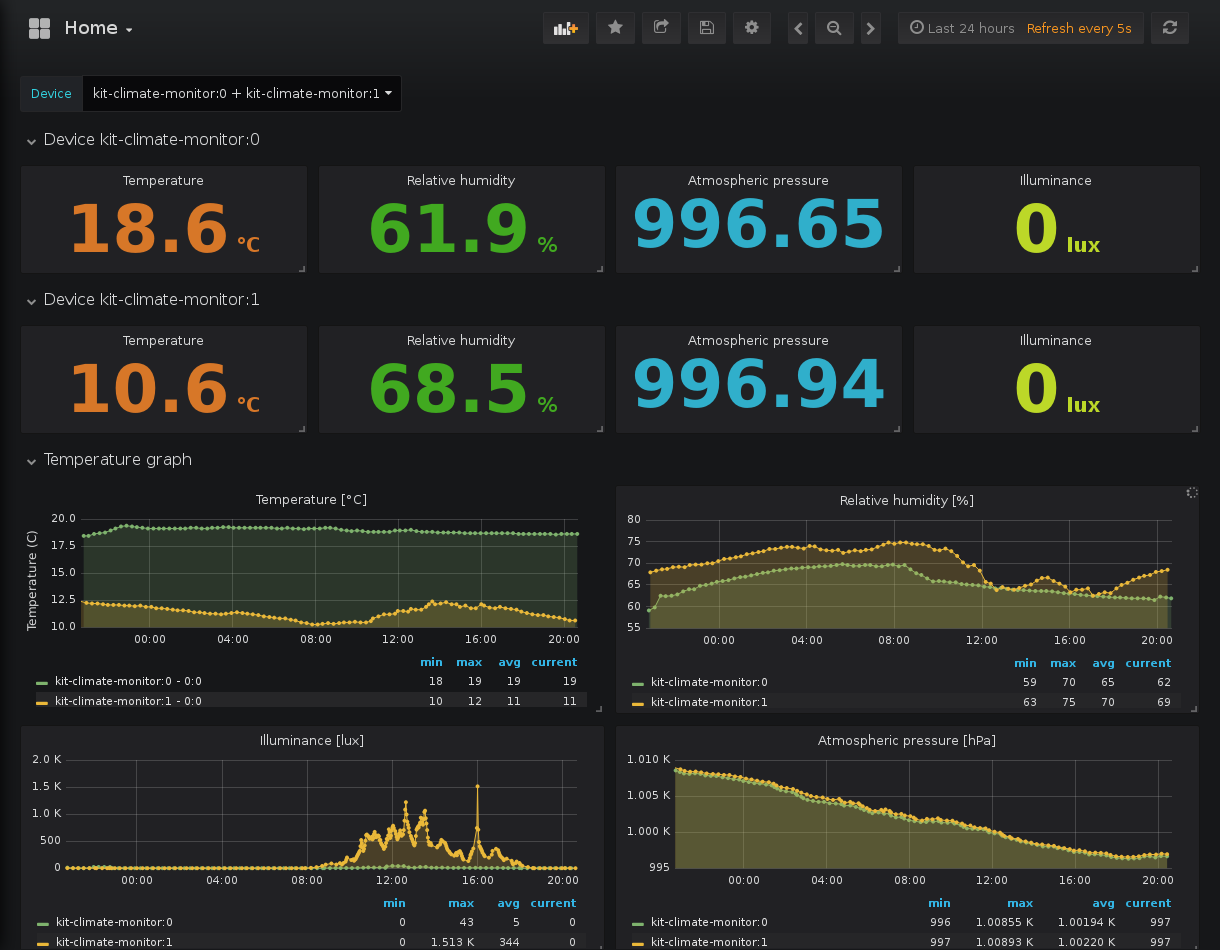 Home
Last 24 hours Refresh every 5s
Device kit-climate-monitor:0 + kit-climate-monitor:1
Device kit-climate-monitor:0
Temperature Relative humidity Atmospheric pressure Illuminance
18.6 °C 61.9 % 996.65 0 lux
Device kit-climate-monitor:1
Temperature Relative humidity Atmospheric pressure Illuminance
10.6 °C 68.5 % 996.94 0 lux
Temperature graph
Temperature [°C]
Temperature (C)
20.0
17.5
15.0
12.5
10.0
00:00 04:00 08:00 12:00 16:00 20:00
min max avg current
kit-climate-monitor:0 - 0:0 18 19 19 19
kit-climate-monitor:1 - 0:0 10 12 11 11
Relative humidity [%]
80
75
70
65
60
55
00:00 04:00 08:00 12:00 16:00 20:00
min max avg current
kit-climate-monitor:0 59 70 65 62
kit-climate-monitor:1 63 75 70 69
Illuminance [lux]
2.0 K
1.5 K
1.0 K
500
0
00:00 04:00 08:00 12:00 16:00 20:00
min max avg current
kit-climate-monitor:0 0 43 5 0
kit-climate-monitor:1 0 1.513 K 344 0
Atmospheric pressure [hPa]
1.010 K
1.005 K
1.000 K
995
00:00 04:00 08:00 12:00 16:00 20:00
min max avg current
kit-climate-monitor:0 996 1.00855 K 1.00194 K 997
kit-climate-monitor:1 997 1.00893 K 1.00220 K 997